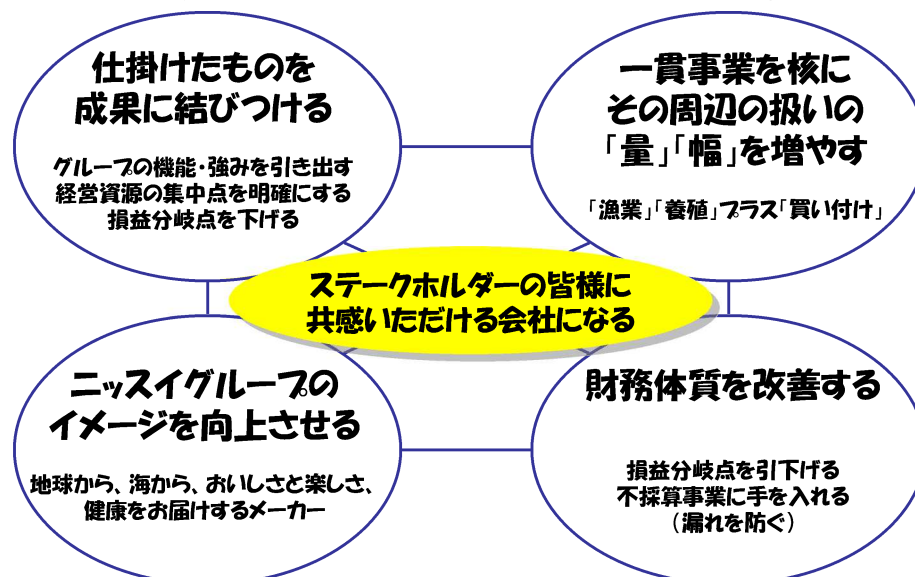 仕掛けたものを
成果に結びつける
グループの機能・強みを引き出す
経営資源の集中点を明確にする
損益分岐点を下げる
一貫事業を核に
その周辺の扱いの
「量」「幅」を増やす
「漁業」「養殖」プラス「買い付け」
ステークホルダーの皆様に
共感いただける会社になる
ニッスイグループの
イメージを向上させる
地球から、海から、おいしさと楽しさ、
健康をお届けするメーカー
財務体質を改善する
損益分岐点を引下げる
不採算事業に手を入れる
（漏れを防ぐ）